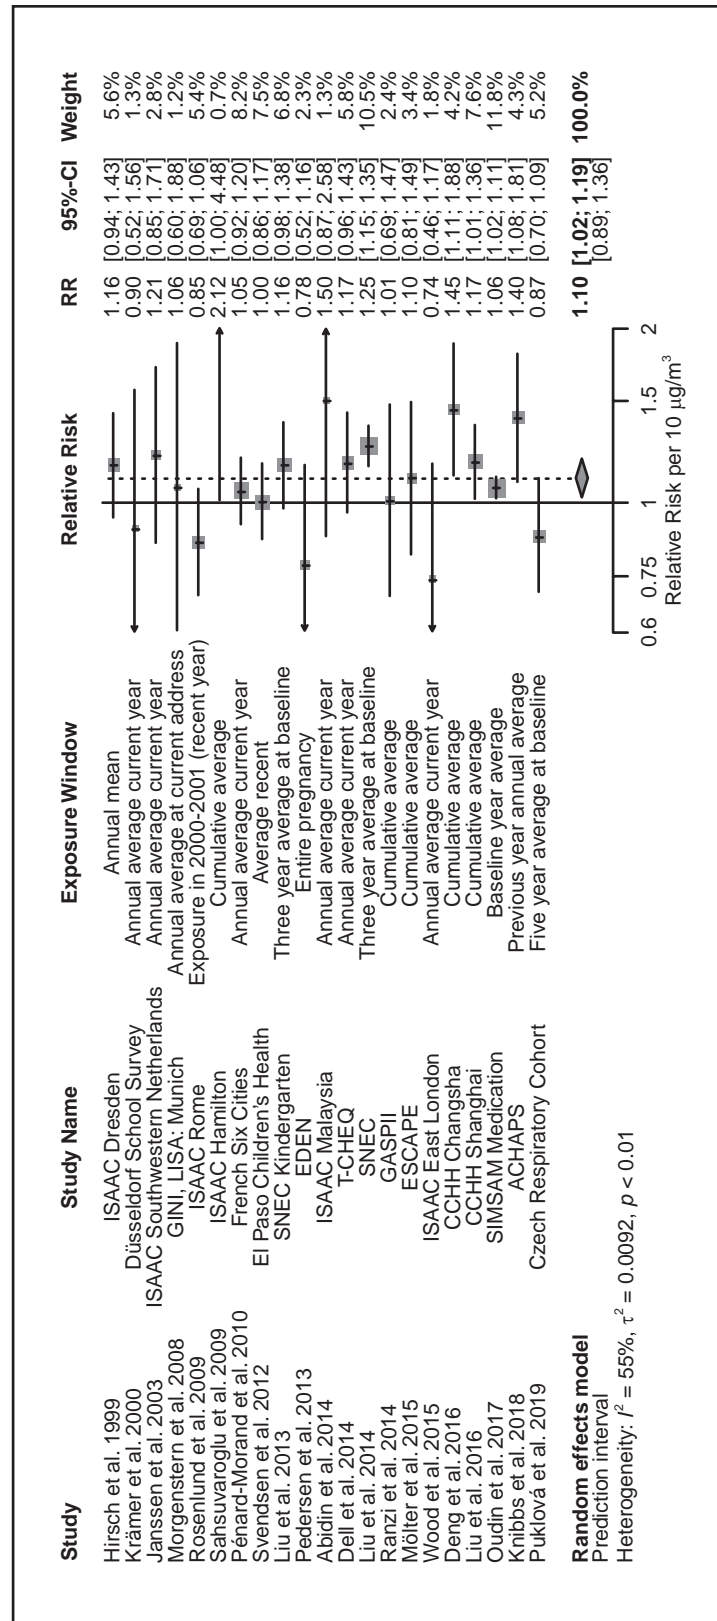 Study Study Name Exposure Window Relative Risk RR 95%-CI Weight
Hirsch et al. 1999 ISAAC Dresden Annual mean 1.16 [0.94; 1.43] 5.6%
Krämer et al. 2000 Düsseldorf School Survey Annual average current year 0.90 [0.52; 1.56] 1.3%
Janssen et al. 2003 ISAAC Southwestern Netherlands Annual average current year 1.21 [0.85; 1.71] 2.8%
Morgenstern et al. 2008 GINI, LISA: Munich Annual average at current address 1.06 [0.60; 1.88] 1.2%
Rosenlund et al. 2009 ISAAC Rome Exposure in 2000-2001 (recent year) 0.85 [0.69; 1.06] 5.4%
Sahsuvaroglu et al. 2009 ISAAC Hamilton Cumulative average 2.12 [1.00; 4.48] 0.7%
Pénard-Morand et al. 2010 French Six Cities Annual average current year 1.05 [0.92; 1.20] 8.2%
Svendsen et al. 2012 El Paso Children's Health Average recent 1.00 [0.86; 1.17] 7.5%
Liu et al. 2013 SNEC Kindergarten Three year average at baseline 1.16 [0.98; 1.38] 6.8%
Pedersen et al. 2013 EDEN Entire pregnancy 0.78 [0.52; 1.16] 2.3%
Abidin et al. 2014 ISAAC Malaysia Annual average current year 1.50 [0.87; 2.58] 1.3%
Dell et al. 2014 T-CHEQ Annual average current year 1.17 [0.96; 1.43] 5.8%
Liu et al. 2014 SNEC Three year average at baseline 1.25 [1.15; 1.35] 10.5%
Ranzi et al. 2014 GASPII Cumulative average 1.01 [0.69; 1.47] 2.4%
Mölter et al. 2015 ESCAPE Cumulative average 1.10 [0.81; 1.49] 3.4%
Wood et al. 2015 ISAAC East London Annual average current year 0.74 [0.46; 1.17] 1.8%
Deng et al. 2016 CCHH Changsha Cumulative average 1.45 [1.11; 1.88] 4.2%
Liu et al. 2016 CCHH Shanghai Cumulative average 1.17 [1.01; 1.36] 7.6%
Oudin et al. 2017 SIMSAM Medication Baseline year average 1.06 [1.02; 1.11] 11.8%
Knibbs et al. 2018 ACHAPS Previous year annual average 1.40 [1.08; 1.81] 4.3%
Puklová et al. 2019 Czech Respiratory Cohort Five year average at baseline 0.87 [0.70; 1.09] 5.2%
Random effects model 1.10 [1.02; 1.19] 100.0%
Prediction interval [0.89; 1.36]
Heterogeneity: I² = 55%, τ² = 0.0092, p < 0.01
0.6 0.75 1 1.5 2
Relative Risk per 10 μg/m³